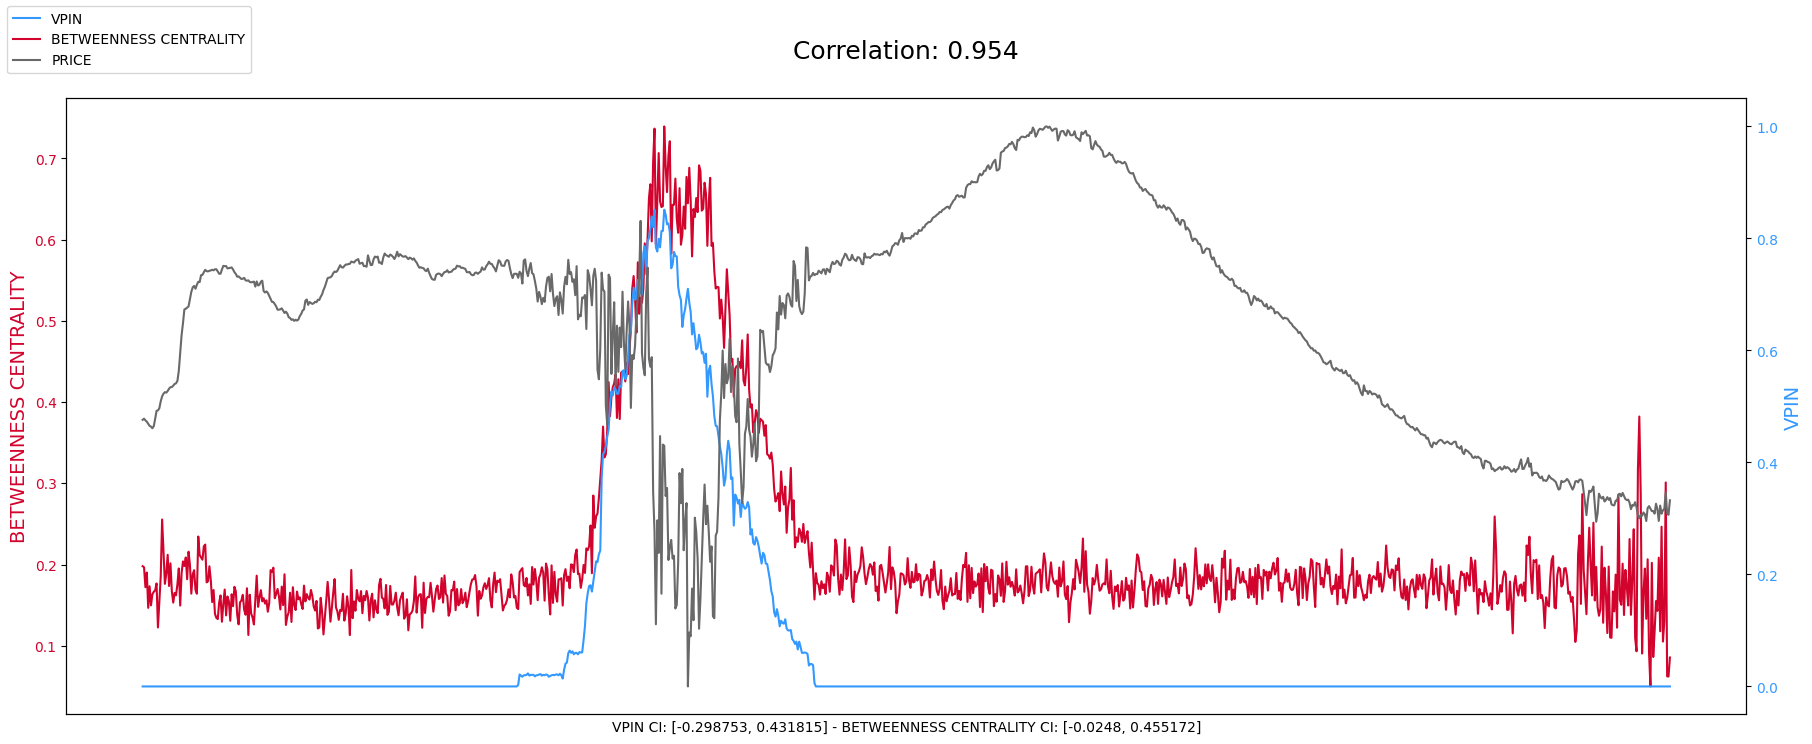 VPIN
BETWEENNESS CENTRALITY
PRICE
Correlation: 0.954
BETWEENNESS CENTRALITY
0.7
0.6
0.5
0.4
0.3
0.2
0.1
1.0
0.8
0.6
0.4
0.2
0.0
VPIN
VPIN CI: [-0.298753, 0.431815] - BETWEENNESS CENTRALITY CI: [-0.0248, 0.455172]